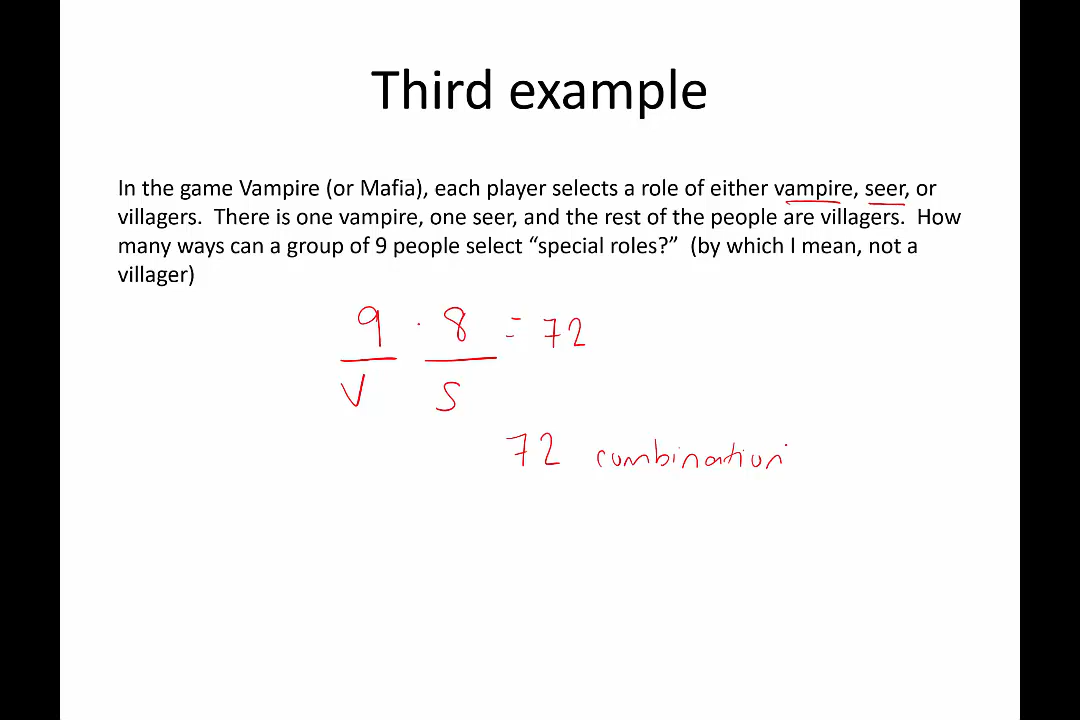 Third example
In the game Vampire (or Mafia), each player selects a role of either vampire, seer, or
villagers.  There is one vampire, one seer, and the rest of the people are villagers.  How
many ways can a group of 9 people select “special roles?”  (by which I mean, not a
villager)
9 · 8 = 72
V S
72 combination